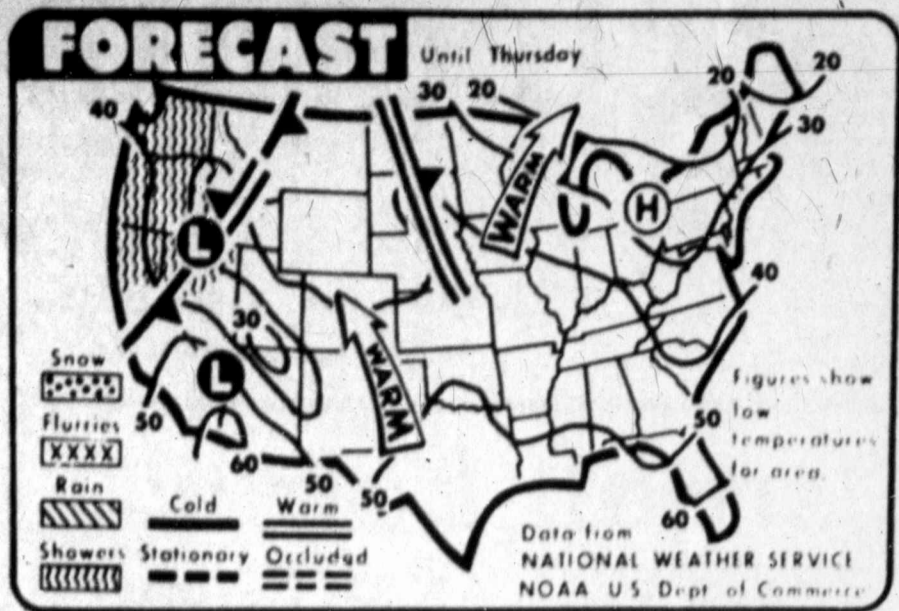 FORECAST
Until Thursday
40
30
20
20
20
30
WARM
H
L
40
30
WARM
L
Snow
50
Flurries
XXXX
60
50
50
50
60
Figures show
low
temperatures
for area.
Rain
Cold
Warm
Showers
Stationary
Occluded
Data from
NATIONAL WEATHER SERVICE
NOAA U S Dept of Commerce